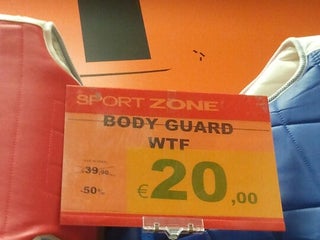 SPORT ZONE
BODY GUARD
WTF
39,90
-50%
€20,00